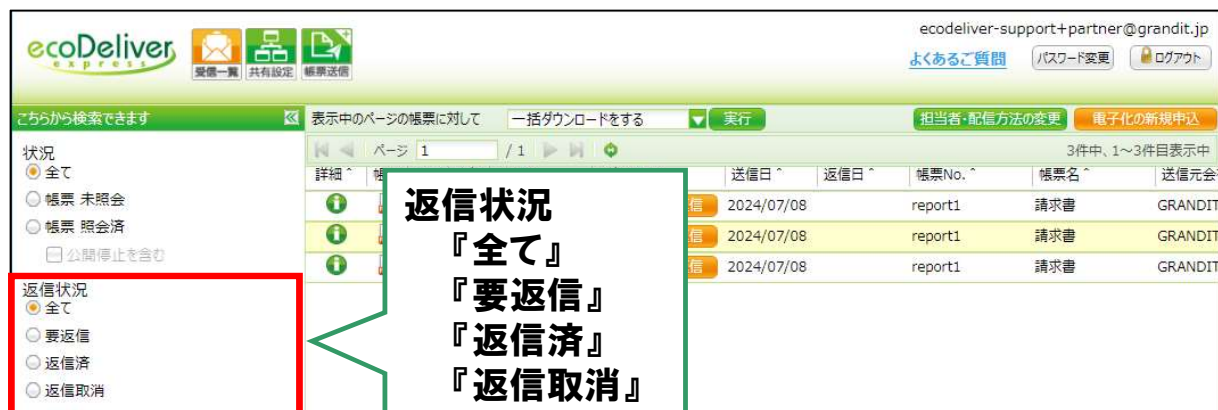 ecoDeliver
express
受信一覧 共有設定 帳票送信
ecodeliver-support+partner@grandit.jp
よくあるご質問 パスワード変更 ログアウト
こちらから検索できます
表示中のページの帳票に対して 一括ダウンロードをする 実行 担当者・配信方法の変更 電子化の新規申込
ページ 1 / 1 3件中、1~3件目表示中
状況
全て
帳票 未照会
帳票 照会済
公開停止を含む
返信状況
全て
要返信
返信済
返信取消
詳細 送信日 返信日 帳票No. 帳票名 送信元会
信 2024/07/08 report1 請求書 GRANDIT
信 2024/07/08 report1 請求書 GRANDIT
信 2024/07/08 report1 請求書 GRANDIT
返信状況
『全て』
『要返信』
『返信済』
『返信取消』